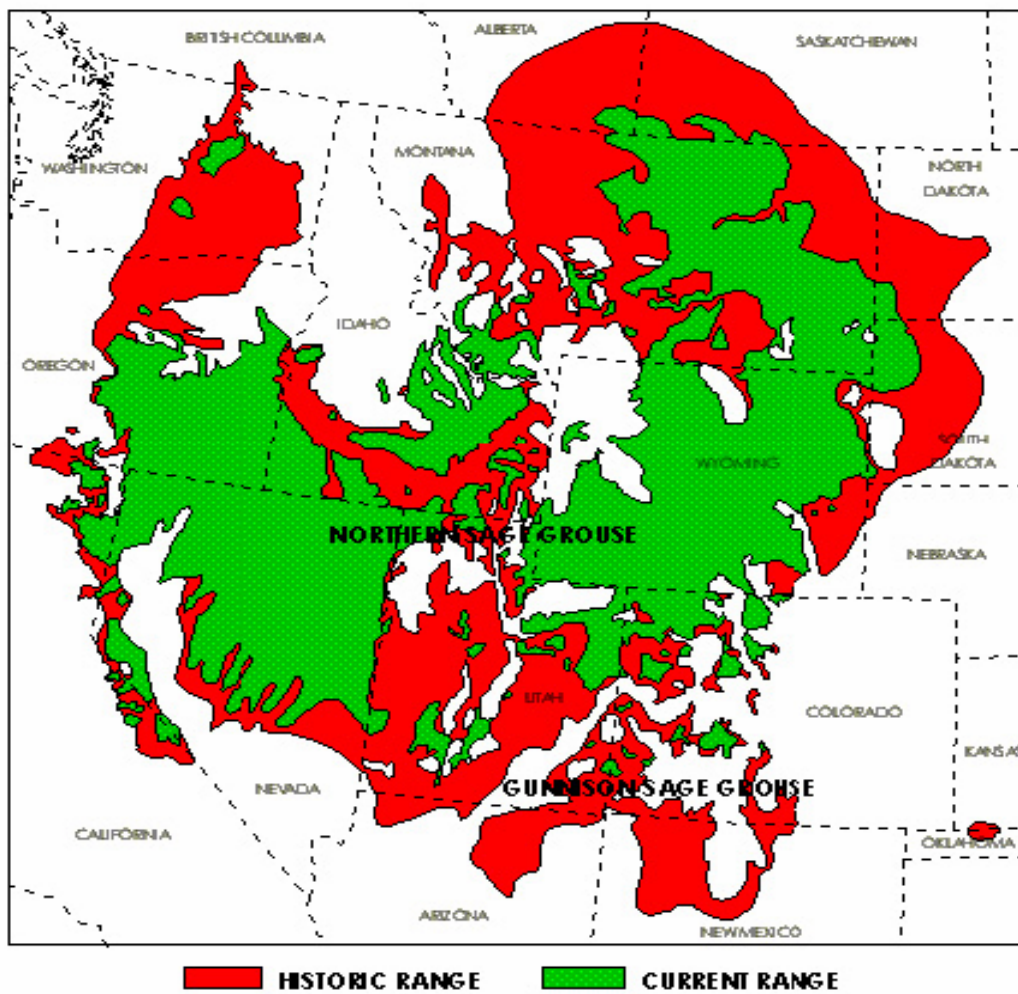 BRITISH COLUMBIA
ALBERTA
SASKATCHEWAN
WASHINGTON
MONTANA
NORTH
DAKOTA
IDAHO
OREGON
SOUTH
DAKOTA
WYOMING
NORTHERN SAGE GROUSE
NEBRASKA
UTAH
COLORADO
KANSAS
NEVADA
GUNNISON SAGE GROUSE
CALIFORNIA
OKLAHOMA
ARIZONA
NEW MEXICO
HISTORIC RANGE
CURRENT RANGE